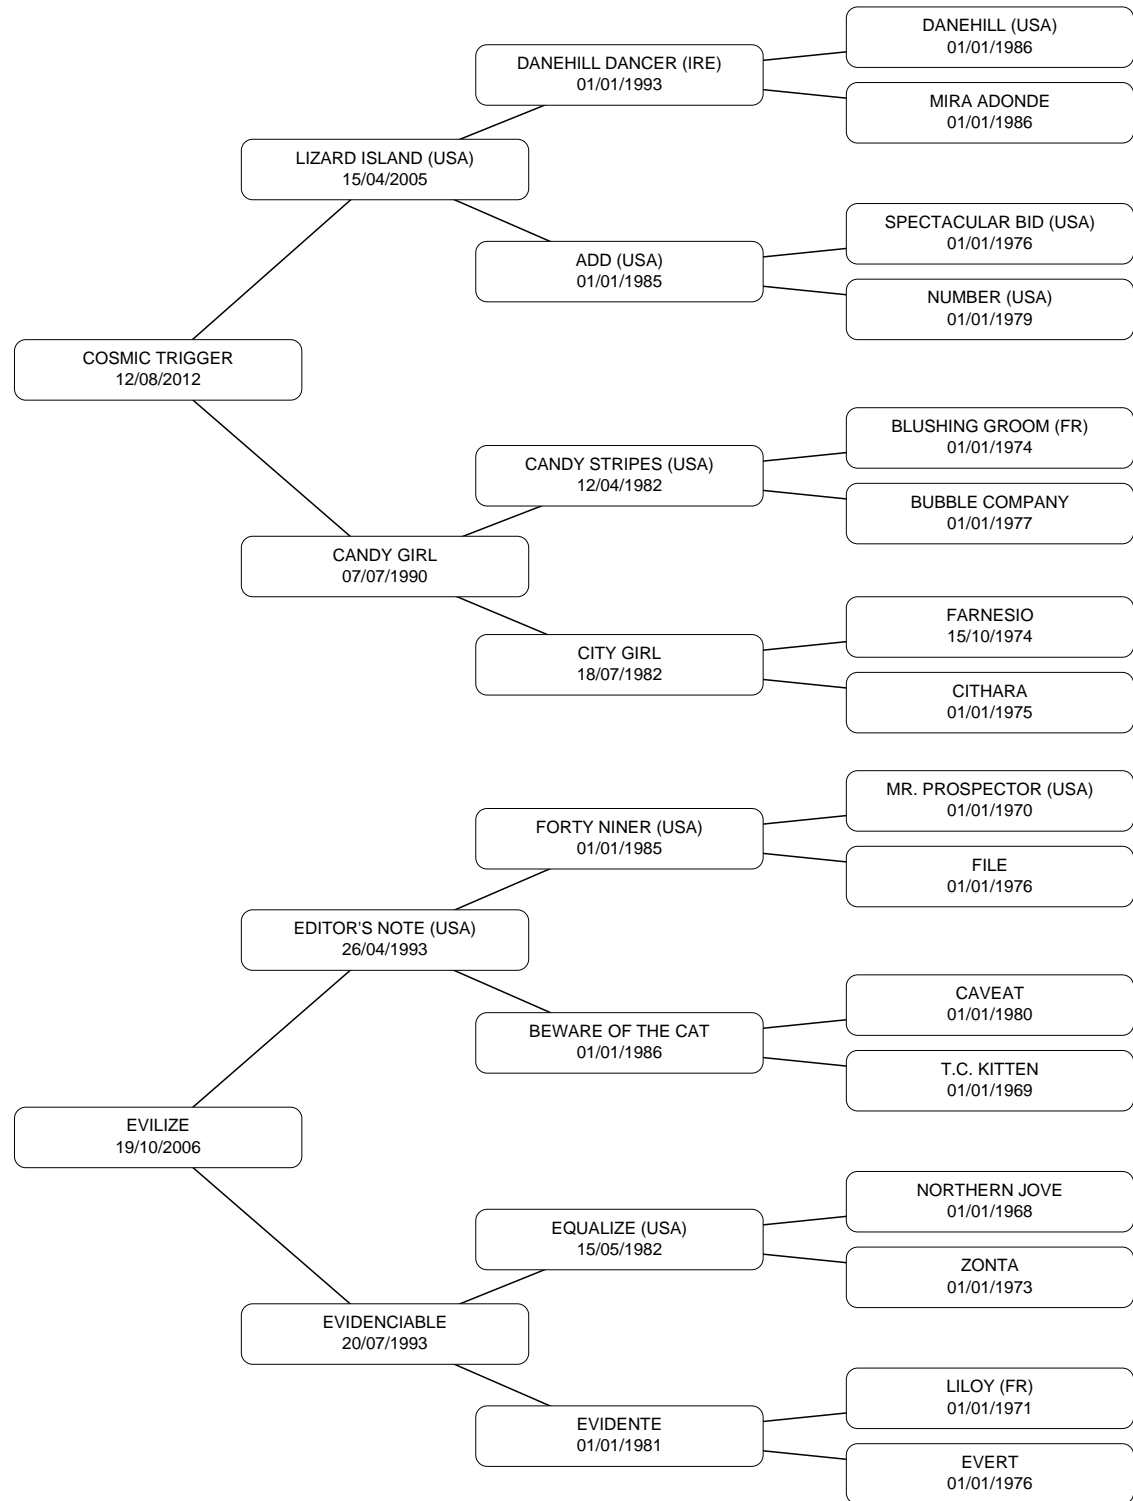 DANEHILL (USA)
01/01/1986
DANEHILL DANCER (IRE)
01/01/1993
MIRA ADONDE
01/01/1986
LIZARD ISLAND (USA)
15/04/2005
SPECTACULAR BID (USA)
01/01/1976
ADD (USA)
01/01/1985
NUMBER (USA)
01/01/1979
COSMIC TRIGGER
12/08/2012
BLUSHING GROOM (FR)
01/01/1974
CANDY STRIPES (USA)
12/04/1982
BUBBLE COMPANY
01/01/1977
CANDY GIRL
07/07/1990
FARNESIO
15/10/1974
CITY GIRL
18/07/1982
CITHARA
01/01/1975
MR. PROSPECTOR (USA)
01/01/1970
FORTY NINER (USA)
01/01/1985
FILE
01/01/1976
EDITOR'S NOTE (USA)
26/04/1993
CAVEAT
01/01/1980
BEWARE OF THE CAT
01/01/1986
T.C. KITTEN
01/01/1969
EVILIZE
19/10/2006
NORTHERN JOVE
01/01/1968
EQUALIZE (USA)
15/05/1982
ZONTA
01/01/1973
EVIDENCIABLE
20/07/1993
LILOY (FR)
01/01/1971
EVIDENTE
01/01/1981
EVERT
01/01/1976